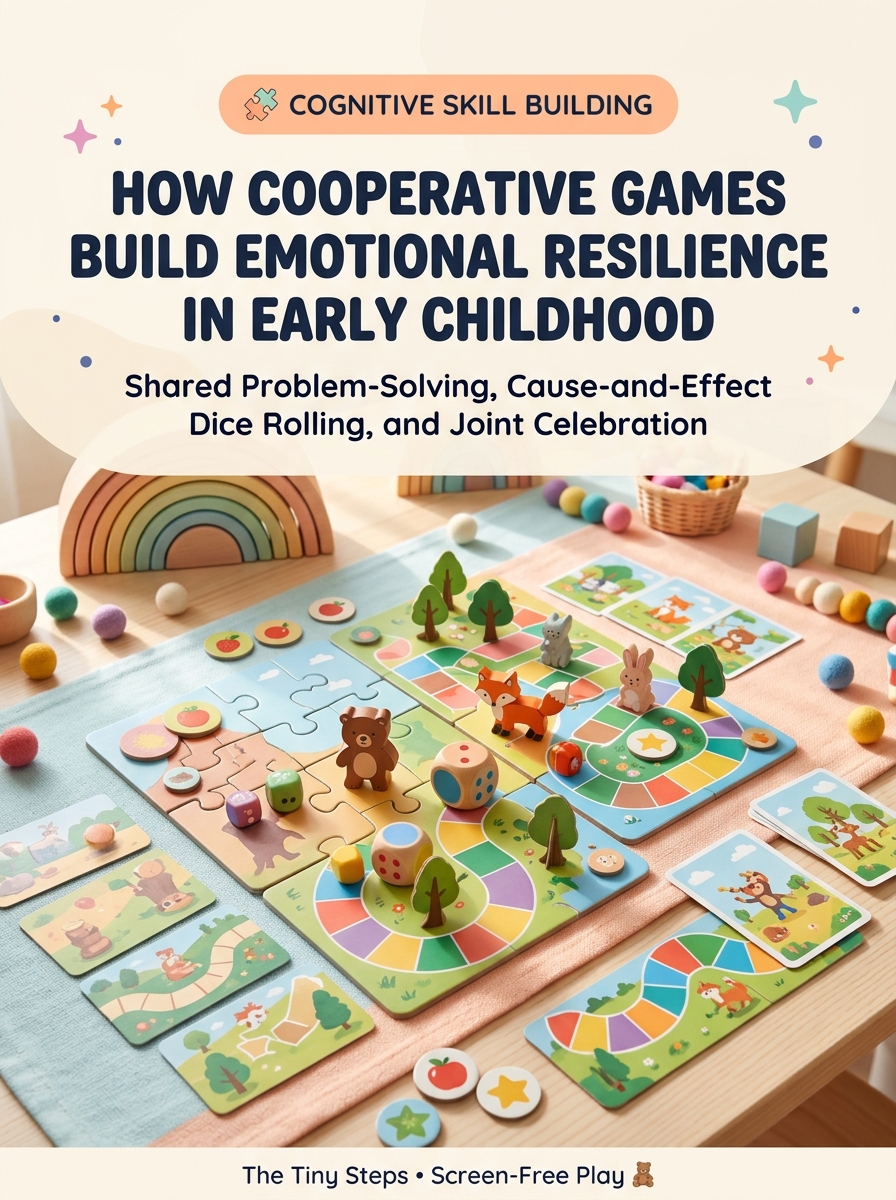 COGNITIVE SKILL BUILDING
HOW COOPERATIVE GAMES
BUILD EMOTIONAL RESILIENCE
IN EARLY CHILDHOOD
Shared Problem-Solving, Cause-and-Effect
Dice Rolling, and Joint Celebration
The Tiny Steps • Screen-Free Play 🧸